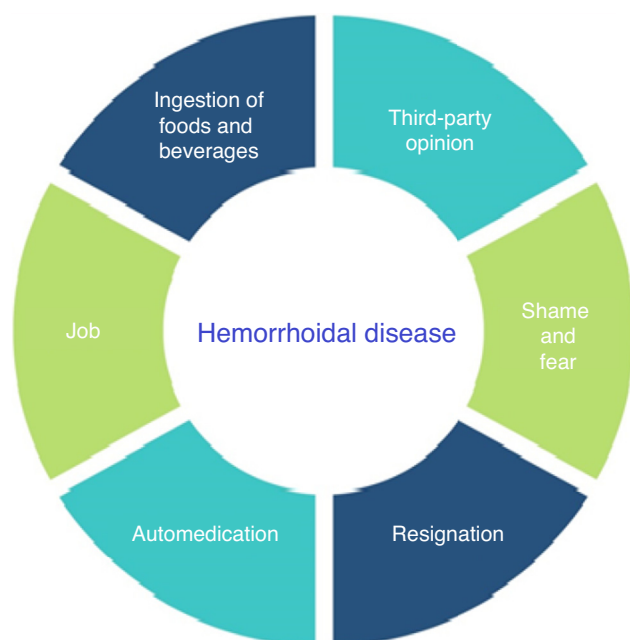 Ingestion of
foods and
beverages
Third-party
opinion
Job
Hemorrhoidal disease
Shame
and
fear
Automedication
Resignation